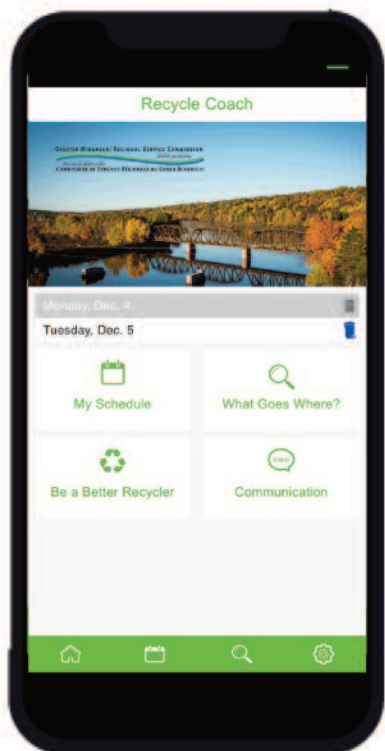 Recycle Coach
GREATER MIRAMICHI REGIONAL SERVICE COMMISSION
COMMISSION DE SERVICES RÉGIONAUX DU GRAND MIRAMICHI
Monday, Dec. 4
Tuesday, Dec. 5
My Schedule
What Goes Where?
Be a Better Recycler
Communication